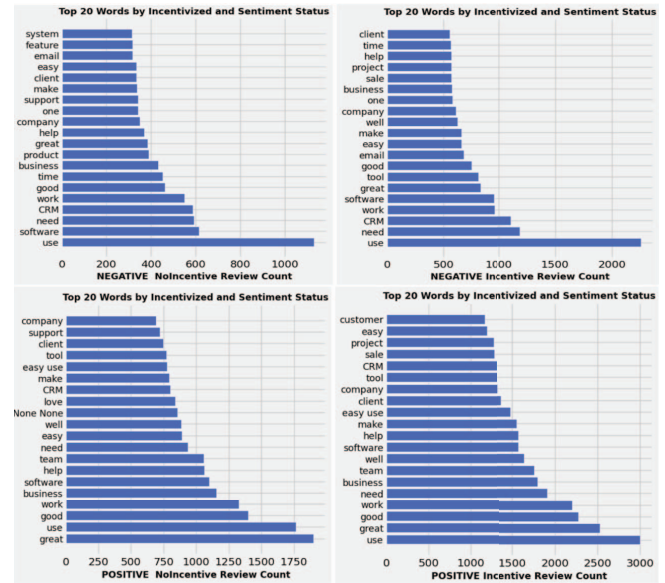 Top 20 Words by Incentivized and Sentiment Status
system
feature
email
easy
client
make
support
one
company
help
great
product
business
time
good
work
CRM
need
software
use
0 200 400 600 800 1000
NEGATIVE NoIncentive Review Count
Top 20 Words by Incentivized and Sentiment Status
client
time
help
project
sale
business
one
company
well
make
easy
email
good
tool
great
software
work
CRM
need
use
0 500 1000 1500 2000
NEGATIVE Incentive Review Count
Top 20 Words by Incentivized and Sentiment Status
company
support
client
tool
easy use
make
CRM
love
None None
well
easy
need
team
help
software
business
work
good
use
great
0 250 500 750 1000 1250 1500 1750
POSITIVE NoIncentive Review Count
Top 20 Words by Incentivized and Sentiment Status
customer
easy
project
sale
CRM
tool
company
client
easy use
make
help
software
well
team
business
need
work
good
great
use
0 500 1000 1500 2000 2500 3000
POSITIVE Incentive Review Count